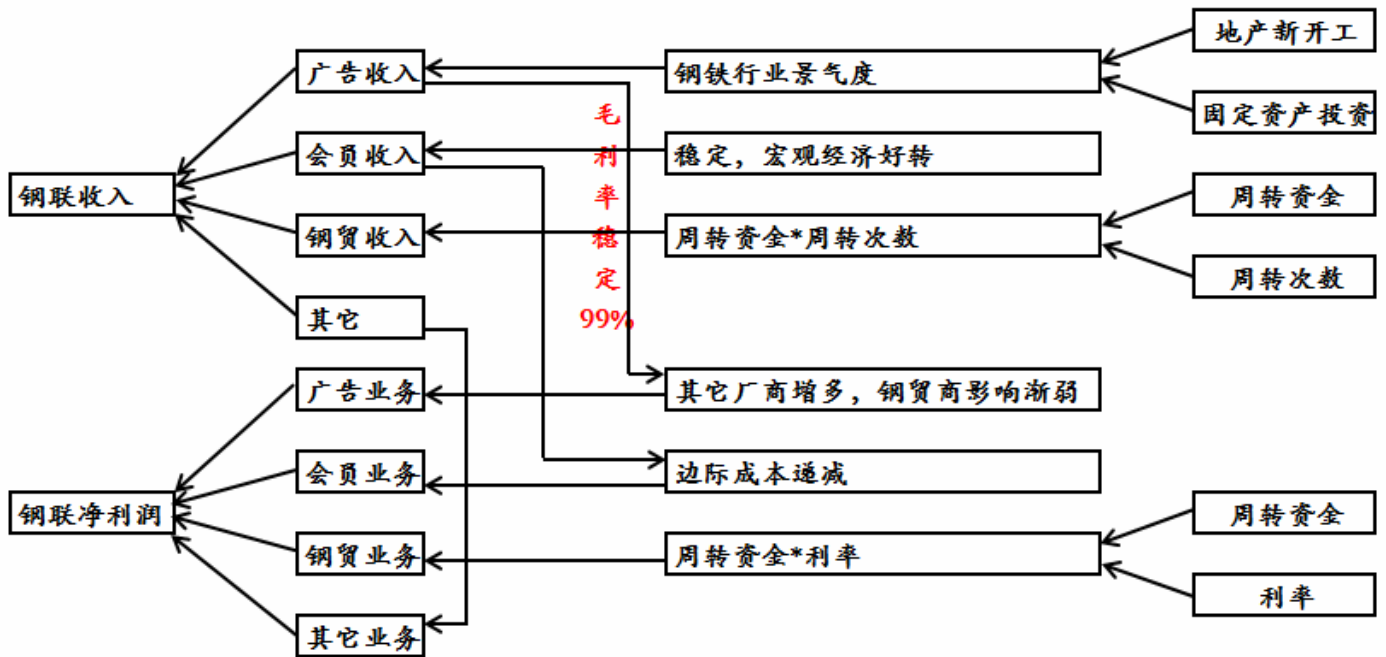 地产新开工
广告收入
钢铁行业景气度
固定资产投资
会员收入
稳定，宏观经济好转
钢联收入
周转资金
钢贸收入
周转资金*周转次数
周转次数
其它
毛
利
率
稳
定
99%
广告业务
其它厂商增多，钢贸商影响渐弱
会员业务
边际成本递减
钢联净利润
周转资金
钢贸业务
周转资金*利率
利率
其它业务